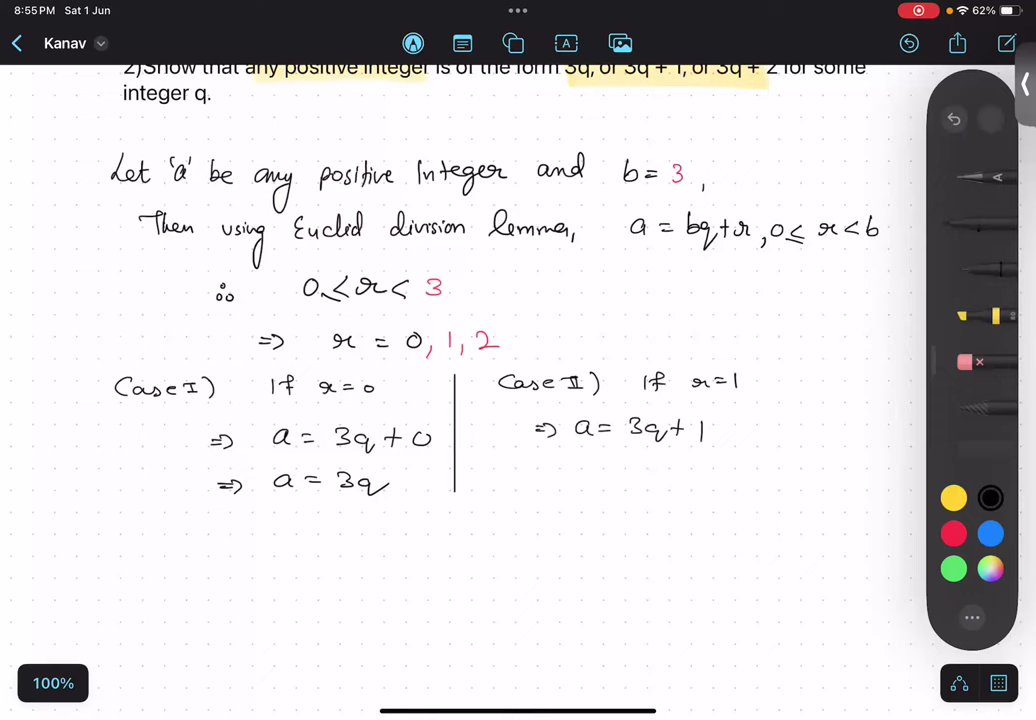 8:55 PM Sat 1 Jun
62%
Kanav
2)Show that any positive integer is of the form 3q, or 3q + 1, or 3q + 2 for some
integer q.
Let 'a' be any positive Integer and b = 3,
Then using Euclid division lemma, a = bq+r, 0 ≤ r < b
∴ 0 ≤ r < 3
⇒ r = 0, 1, 2
Case I) If r = 0
⇒ a = 3q + 0
⇒ a = 3q
Case II) If r = 1
⇒ a = 3q + 1
100%